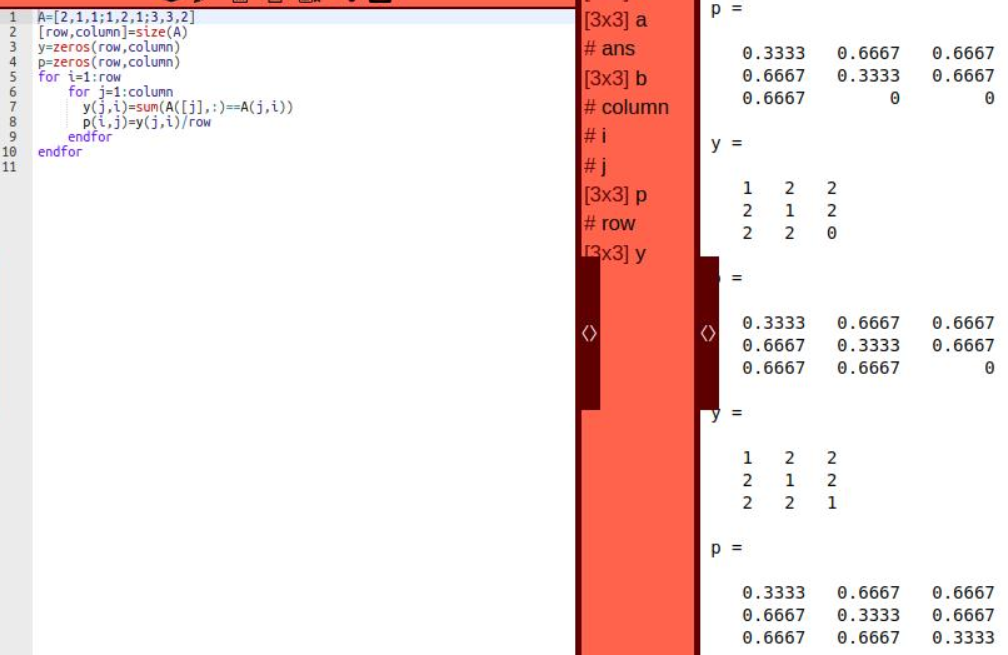 1 A=[2,1,1;1,2,1;3,3,2]
2 [row,column]=size(A)
3 y=zeros(row,column)
4 p=zeros(row,column)
5 for i=1:row
6 for j=1:column
7 y(j,i)=sum(A([j],:)==A(j,i))
8 p(i,j)=y(j,i)/row
9 endfor
10 endfor
11
[3x3] a
# ans
[3x3] b
# column
# i
# j
[3x3] p
# row
[3x3] y
p =
0.3333 0.6667 0.6667
0.6667 0.3333 0.6667
0.6667 0 0
y =
1 2 2
2 1 2
2 2 0
=
0.3333 0.6667 0.6667
0.6667 0.3333 0.6667
0.6667 0.6667 0
y =
1 2 2
2 1 2
2 2 1
p =
0.3333 0.6667 0.6667
0.6667 0.3333 0.6667
0.6667 0.6667 0.3333